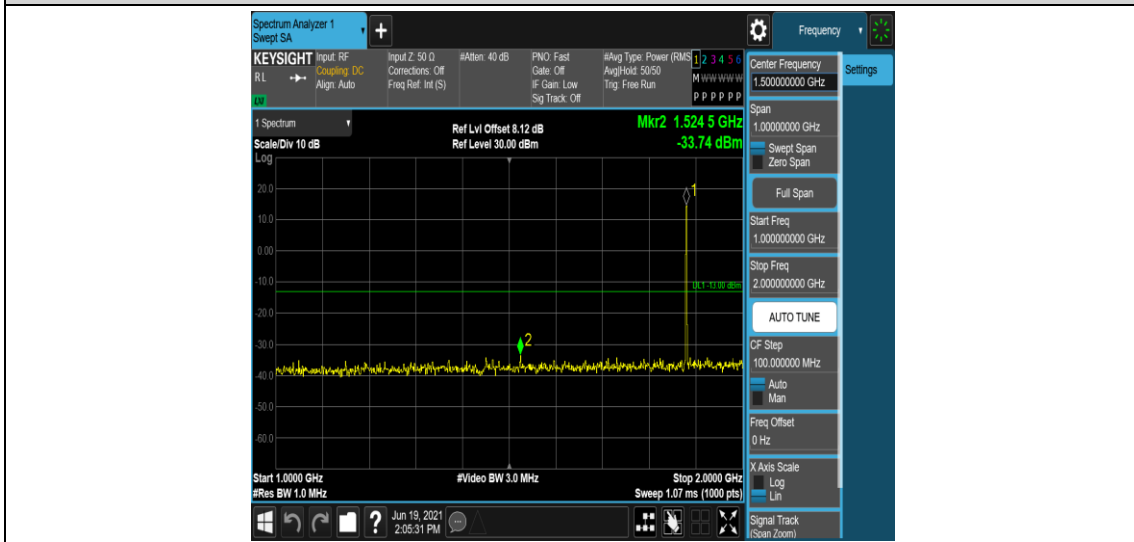 Spectrum Analyzer 1
Swept SA
+
Frequency
KEYSIGHT
RL
LXI
Input: RF
Coupling: DC
Align: Auto
Input Z: 50 Ω
Corrections: Off
Freq Ref: Int (S)
#Atten: 40 dB
PNO: Fast
Gate: Off
IF Gain: Low
Sig Track: Off
#Avg Type: Power (RMS
Avg|Hold: 50/50
Trig: Free Run
1 2 3 4 5 6
M W W W W W
P P P P P P
1 Spectrum
Scale/Div 10 dB
Ref Lvl Offset 8.12 dB
Ref Level 30.00 dBm
Mkr2 1.524 5 GHz
-33.74 dBm
Log
20.0
10.0
0.00
-10.0
-20.0
-30.0
-40.0
-50.0
-60.0
1
2
DL1 -13.00 dBm
Start 1.0000 GHz
#Res BW 1.0 MHz
#Video BW 3.0 MHz
Stop 2.0000 GHz
Sweep 1.07 ms (1000 pts)
?
Jun 19, 2021
2:05:31 PM
Center Frequency
1.500000000 GHz
Settings
Span
1.00000000 GHz
Swept Span
Zero Span
Full Span
Start Freq
1.000000000 GHz
Stop Freq
2.000000000 GHz
AUTO TUNE
CF Step
100.000000 MHz
Auto
Man
Freq Offset
0 Hz
X Axis Scale
Log
Lin
Signal Track
(Span Zoom)